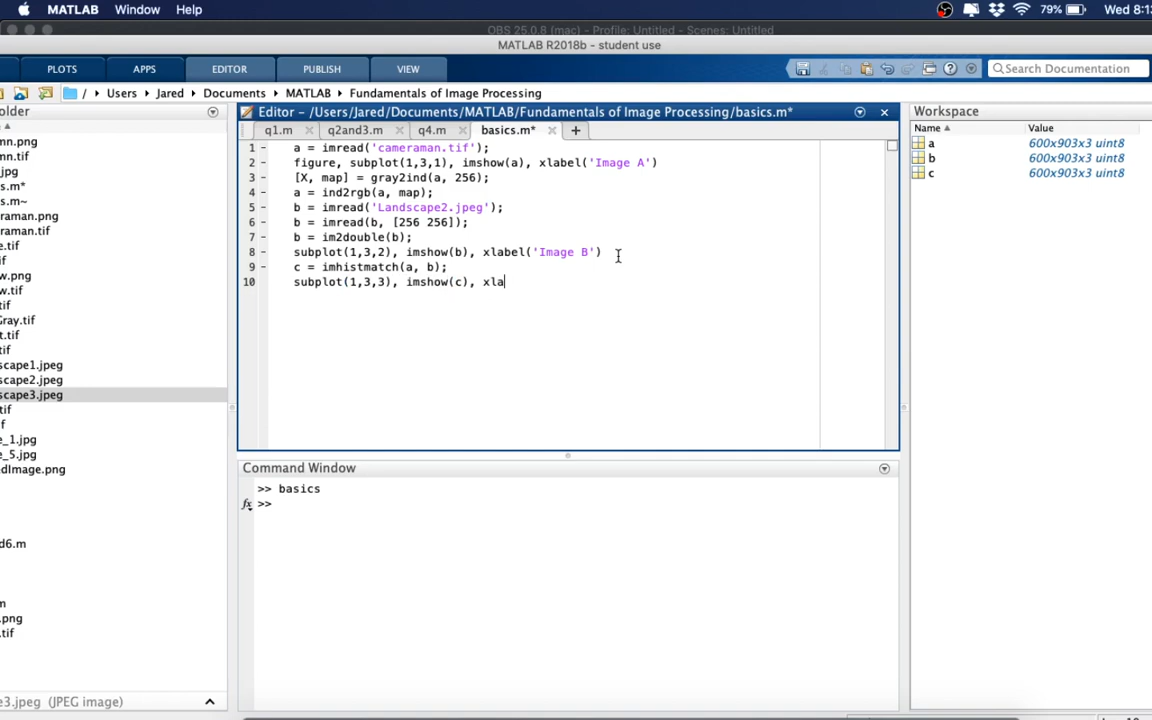 MATLAB Window Help 79% Wed 8:1
OBS 25.0.8 (mac) - Profile: Untitled - Scenes: Untitled
MATLAB R2018b - student use
PLOTS APPS EDITOR PUBLISH VIEW Search Documentation
/ ▸ Users ▸ Jared ▸ Documents ▸ MATLAB ▸ Fundamentals of Image Processing
older
Editor - /Users/Jared/Documents/MATLAB/Fundamentals of Image Processing/basics.m*
Workspace
q1.m q2and3.m q4.m basics.m*
Name Value
a 600x903x3 uint8
b 600x903x3 uint8
c 600x903x3 uint8
mn.png
mn.tif
.jpg
s.m*
s.m~
raman.png
raman.tif
e.tif
if
w.png
w.tif
tif
Gray.tif
t.tif
tif
scape1.jpeg
scape2.jpeg
scape3.jpeg
tif
f
e_1.jpg
e_5.jpg
edImage.png
d6.m
m
.png
.tif
1 - a = imread('cameraman.tif');
2 - figure, subplot(1,3,1), imshow(a), xlabel('Image A')
3 - [X, map] = gray2ind(a, 256);
4 - a = ind2rgb(a, map);
5 - b = imread('Landscape2.jpeg');
6 - b = imread(b, [256 256]);
7 - b = im2double(b);
8 - subplot(1,3,2), imshow(b), xlabel('Image B')
9 - c = imhistmatch(a, b);
10 subplot(1,3,3), imshow(c), xla
Command Window
>> basics
fx >>
e3.jpeg (JPEG image)